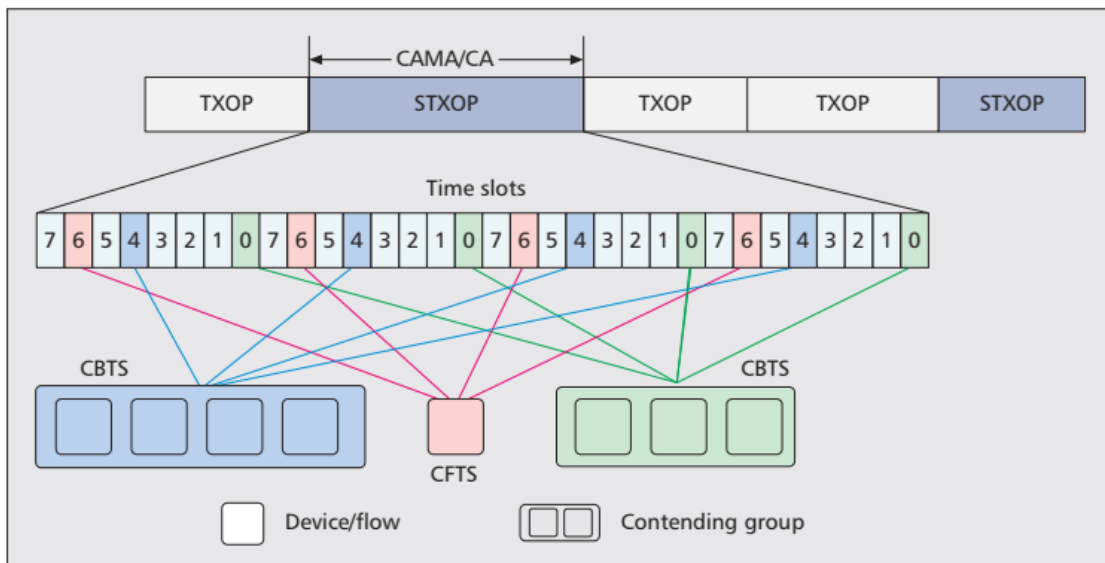 CAMA/CA
TXOP STXOP TXOP TXOP STXOP
Time slots
7 6 5 4 3 2 1 0 7 6 5 4 3 2 1 0 7 6 5 4 3 2 1 0 7 6 5 4 3 2 1 0
CBTS CBTS
CFTS
Device/flow Contending group